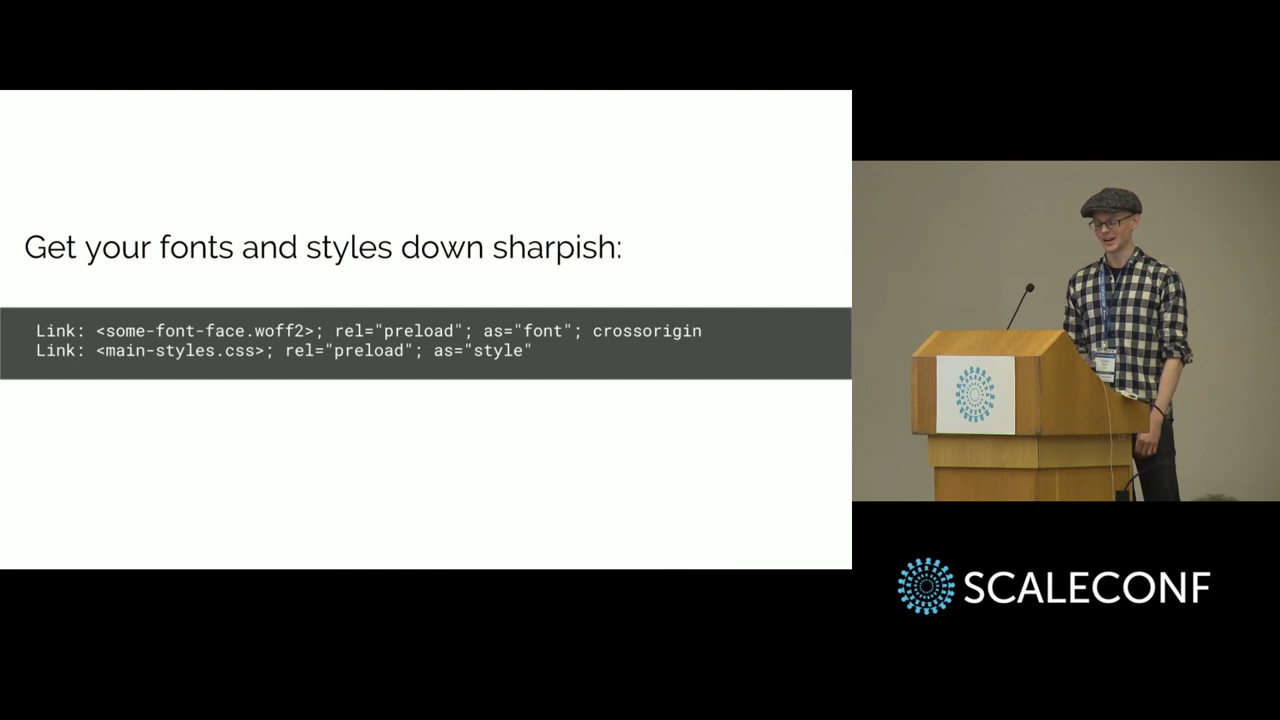 Get your fonts and styles down sharpish:
Link: <some-font-face.woff2>; rel="preload"; as="font"; crossorigin
Link: <main-styles.css>; rel="preload"; as="style"
SCALECONF